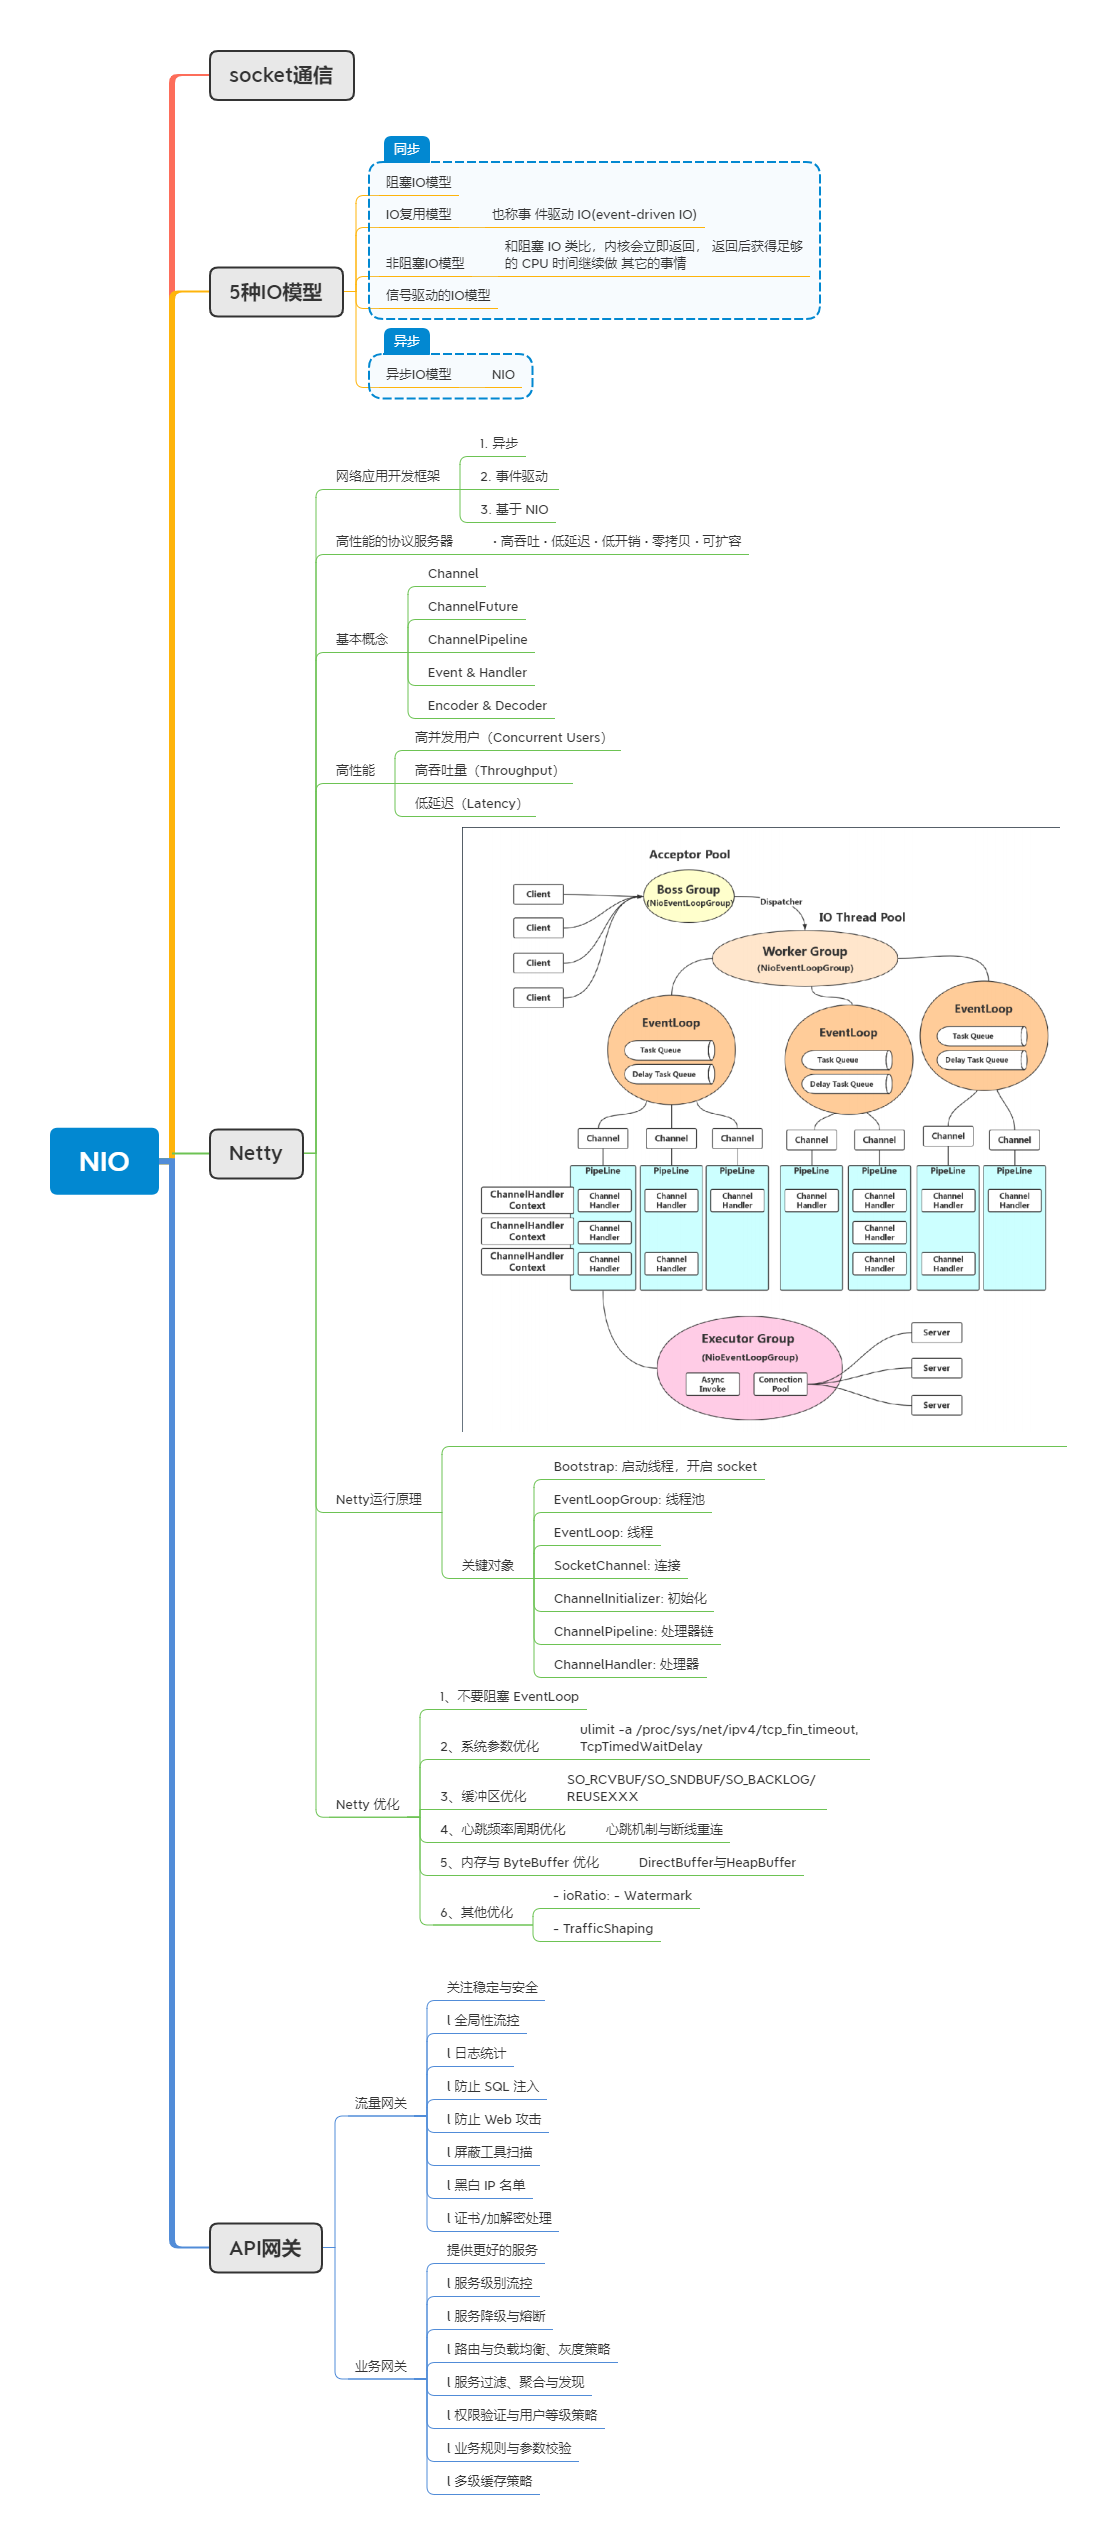 socket通信
同步
阻塞IO模型
IO复用模型
也称事 件驱动 IO(event-driven IO)
非阻塞IO模型
和阻塞 IO 类比，内核会立即返回， 返回后获得足够
的 CPU 时间继续做 其它的事情
信号驱动的IO模型
5种IO模型
异步
异步IO模型
NIO
网络应用开发框架
1. 异步
2. 事件驱动
3. 基于 NIO
高性能的协议服务器
· 高吞吐 · 低延迟 · 低开销 · 零拷贝 · 可扩容
基本概念
Channel
ChannelFuture
ChannelPipeline
Event & Handler
Encoder & Decoder
高性能
高并发用户（Concurrent Users）
高吞吐量（Throughput）
低延迟（Latency）
Acceptor Pool
Client
Client
Client
Client
Boss Group
(NioEventLoopGroup)
Dispatcher
IO Thread Pool
Worker Group
(NioEventLoopGroup)
EventLoop
Task Queue
Delay Task Queue
EventLoop
Task Queue
Delay Task Queue
EventLoop
Task Queue
Delay Task Queue
Channel
Channel
Channel
Channel
Channel
Channel
Channel
PipeLine
PipeLine
PipeLine
PipeLine
PipeLine
PipeLine
PipeLine
ChannelHandler
Context
Channel
Handler
Channel
Handler
Channel
Handler
Channel
Handler
Channel
Handler
Channel
Handler
Channel
Handler
ChannelHandler
Context
Channel
Handler
Channel
Handler
ChannelHandler
Context
Channel
Handler
Channel
Handler
Channel
Handler
Channel
Handler
Executor Group
(NioEventLoopGroup)
Async
Invoke
Connection
Pool
Server
Server
Server
NIO
Netty
Netty运行原理
关键对象
Bootstrap: 启动线程，开启 socket
EventLoopGroup: 线程池
EventLoop: 线程
SocketChannel: 连接
ChannelInitializer: 初始化
ChannelPipeline: 处理器链
ChannelHandler: 处理器
Netty 优化
1、不要阻塞 EventLoop
2、系统参数优化
ulimit -a /proc/sys/net/ipv4/tcp_fin_timeout,
TcpTimedWaitDelay
3、缓冲区优化
SO_RCVBUF/SO_SNDBUF/SO_BACKLOG/
REUSEXXX
4、心跳频率周期优化
心跳机制与断线重连
5、内存与 ByteBuffer 优化
DirectBuffer与HeapBuffer
6、其他优化
- ioRatio: - Watermark
- TrafficShaping
API网关
流量网关
关注稳定与安全
l 全局性流控
l 日志统计
l 防止 SQL 注入
l 防止 Web 攻击
l 屏蔽工具扫描
l 黑白 IP 名单
l 证书/加解密处理
业务网关
提供更好的服务
l 服务级别流控
l 服务降级与熔断
l 路由与负载均衡、灰度策略
l 服务过滤、聚合与发现
l 权限验证与用户等级策略
l 业务规则与参数校验
l 多级缓存策略